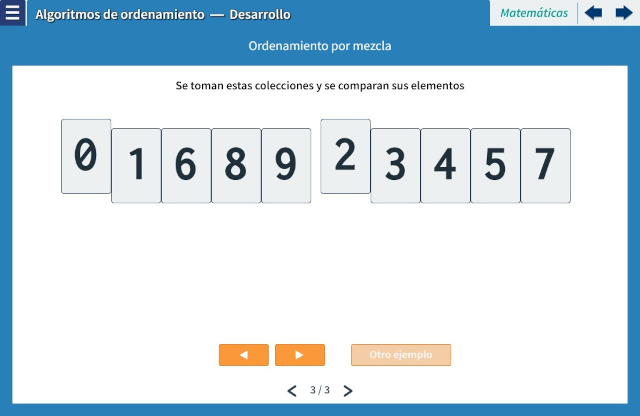 Algoritmos de ordenamiento — Desarrollo
Matemáticas
Ordenamiento por mezcla
Se toman estas colecciones y se comparan sus elementos
0 1 6 8 9 2 3 4 5 7
Otro ejemplo
3 / 3